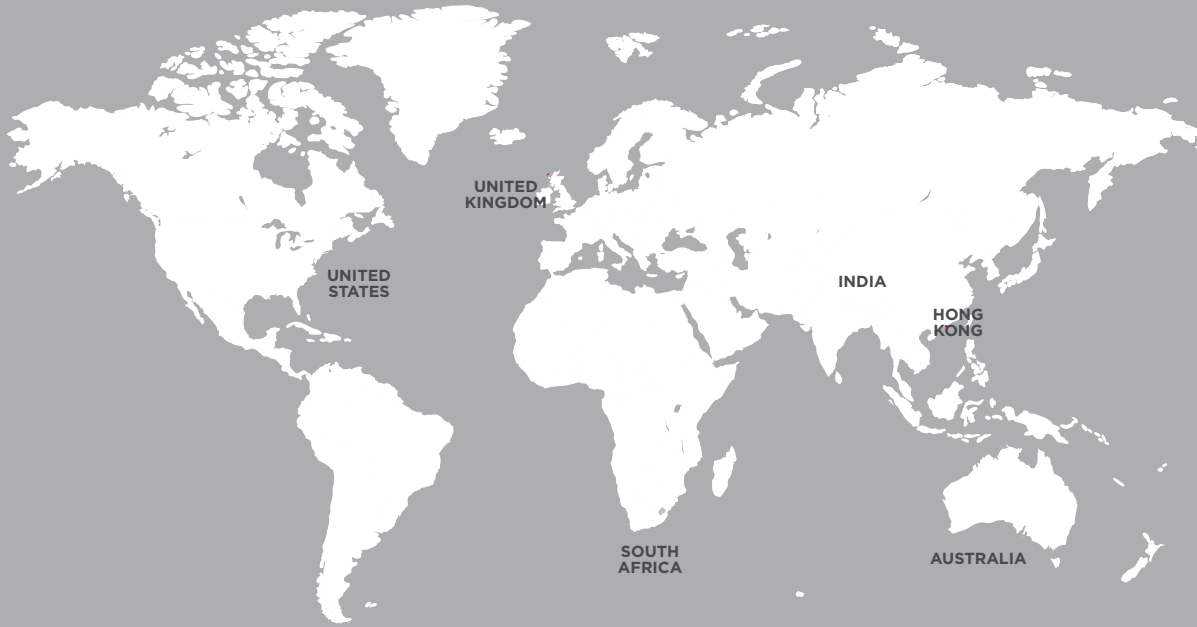 UNITED
KINGDOM
UNITED
STATES
INDIA
HONG
KONG
SOUTH
AFRICA
AUSTRALIA